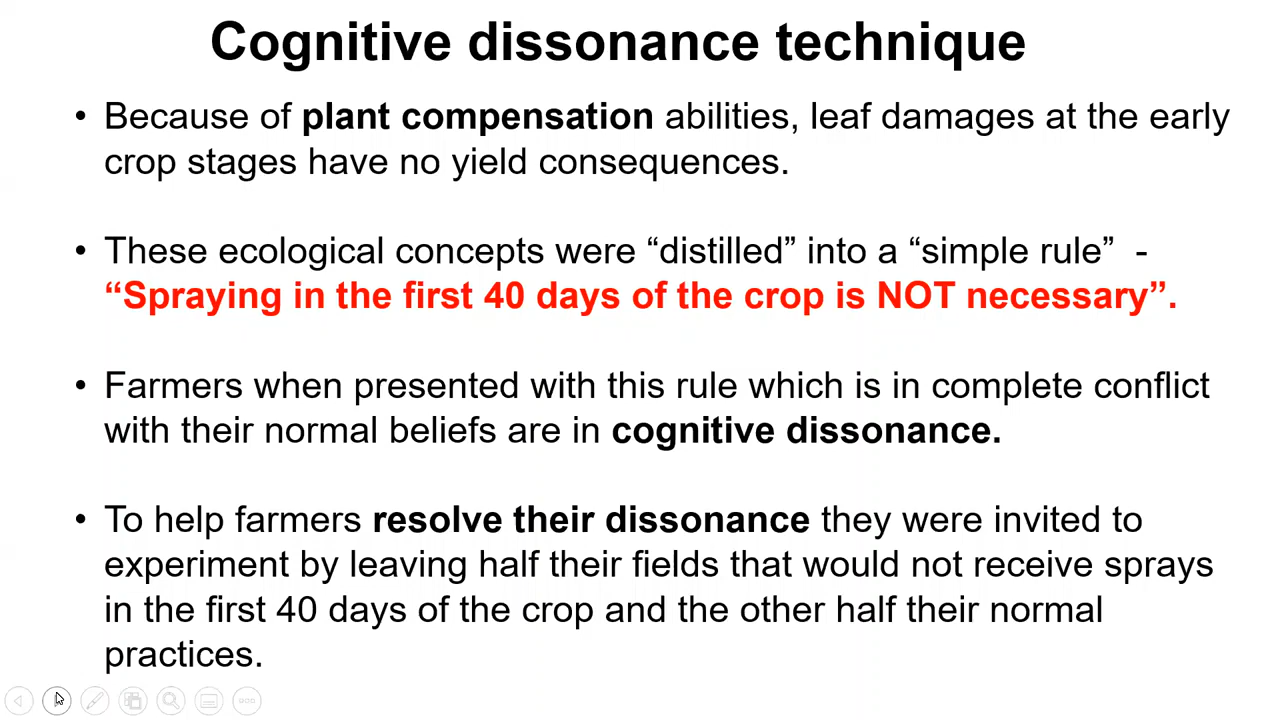 Cognitive dissonance technique
• Because of plant compensation abilities, leaf damages at the early
crop stages have no yield consequences.
• These ecological concepts were “distilled” into a “simple rule” -
“Spraying in the first 40 days of the crop is NOT necessary”.
• Farmers when presented with this rule which is in complete conflict
with their normal beliefs are in cognitive dissonance.
• To help farmers resolve their dissonance they were invited to
experiment by leaving half their fields that would not receive sprays
in the first 40 days of the crop and the other half their normal
practices.